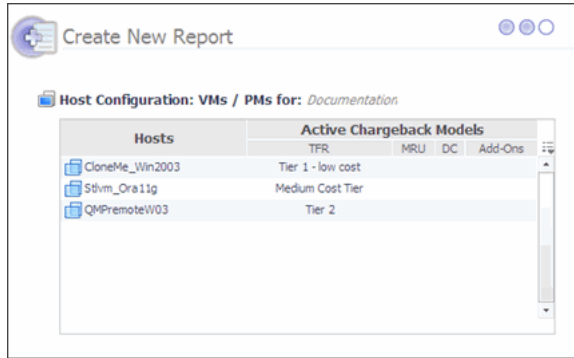 Create New Report
Host Configuration: VMs / PMs for: Documentation
Hosts
Active Chargeback Models
TFR MRU DC Add-Ons
CloneMe_Win2003 Tier 1 - low cost
Stlvm_Ora11g Medium Cost Tier
QMPremoteW03 Tier 2